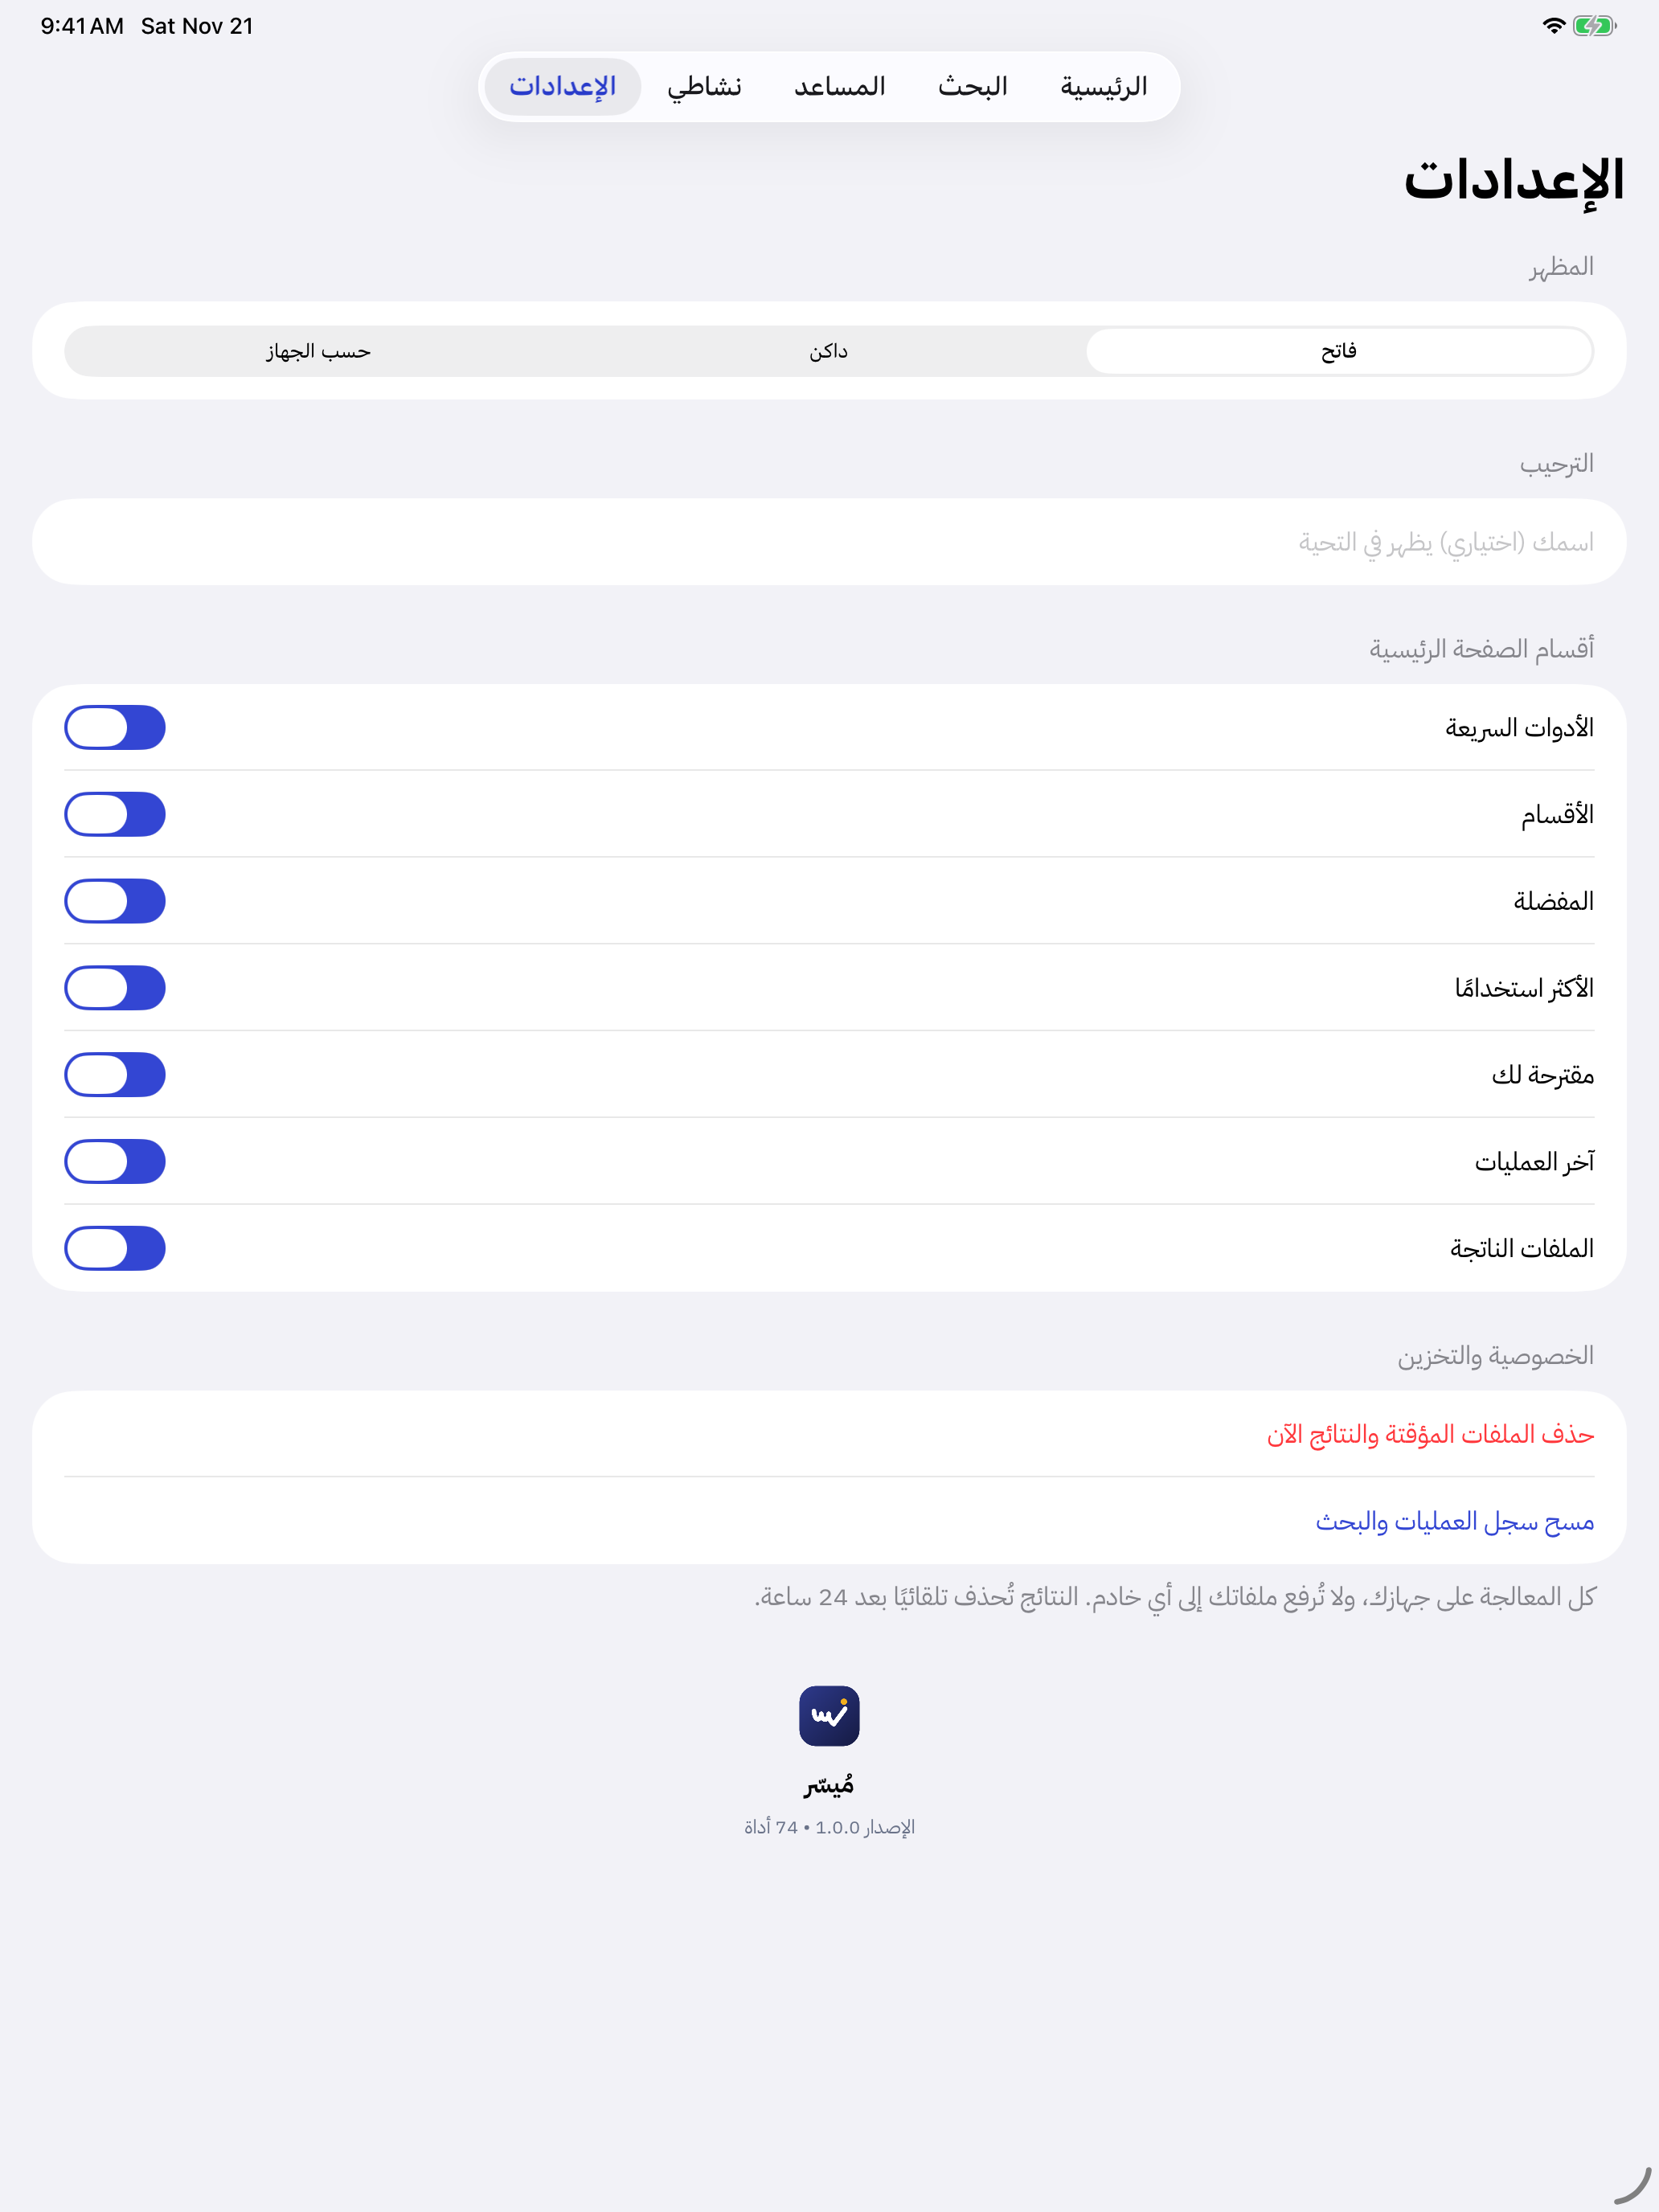 9:41 AM Sat Nov 21
الرئيسية البحث المساعد نشاطي الإعدادات
الإعدادات
المظهر
فاتح داكن حسب الجهاز
الترحيب
اسمك (اختياري) يظهر في التحية
أقسام الصفحة الرئيسية
الأدوات السريعة
الأقسام
المفضلة
الأكثر استخدامًا
مقترحة لك
آخر العمليات
الملفات الناتجة
الخصوصية والتخزين
حذف الملفات المؤقتة والنتائج الآن
مسح سجل العمليات والبحث
كل المعالجة على جهازك، ولا تُرفع ملفاتك إلى أي خادم. النتائج تُحذف تلقائيًا بعد 24 ساعة.
مُيسّر
الإصدار 1.0.0 • 74 أداة